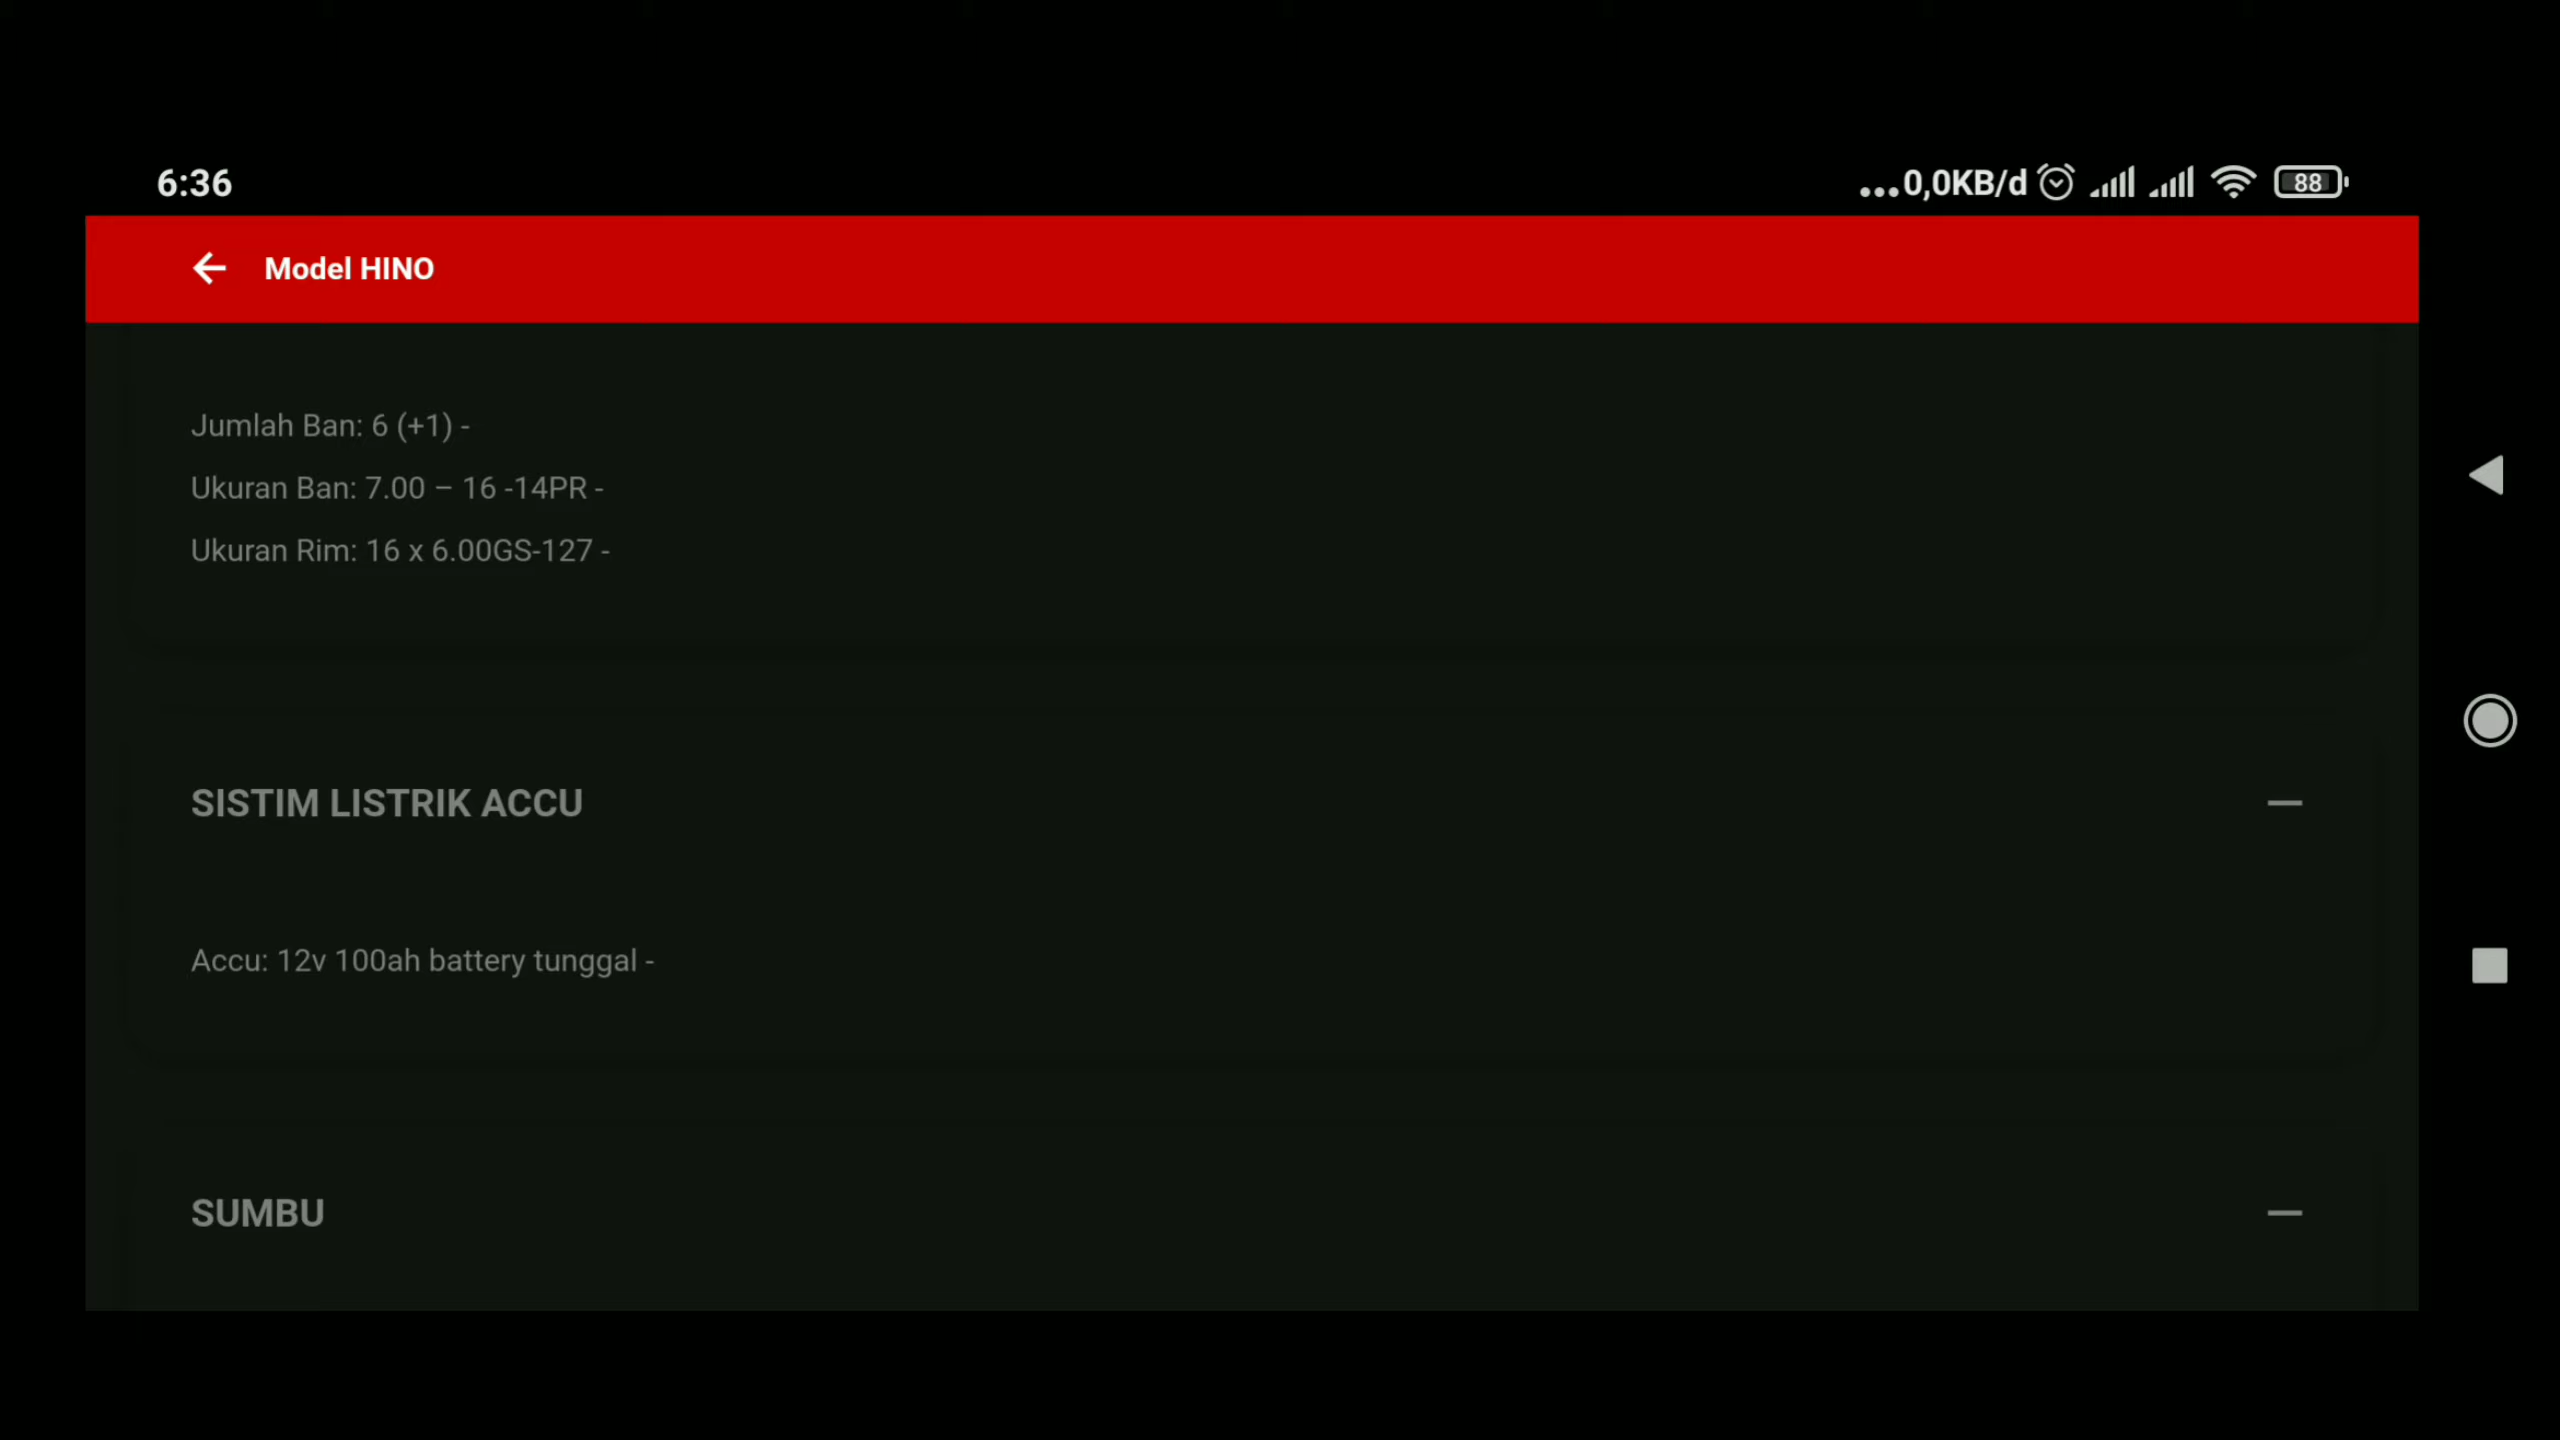 6:36
...0,0KB/d 88
Model HINO
Jumlah Ban: 6 (+1) -
Ukuran Ban: 7.00 – 16 -14PR -
Ukuran Rim: 16 x 6.00GS-127 -
SISTIM LISTRIK ACCU
Accu: 12v 100ah battery tunggal -
SUMBU